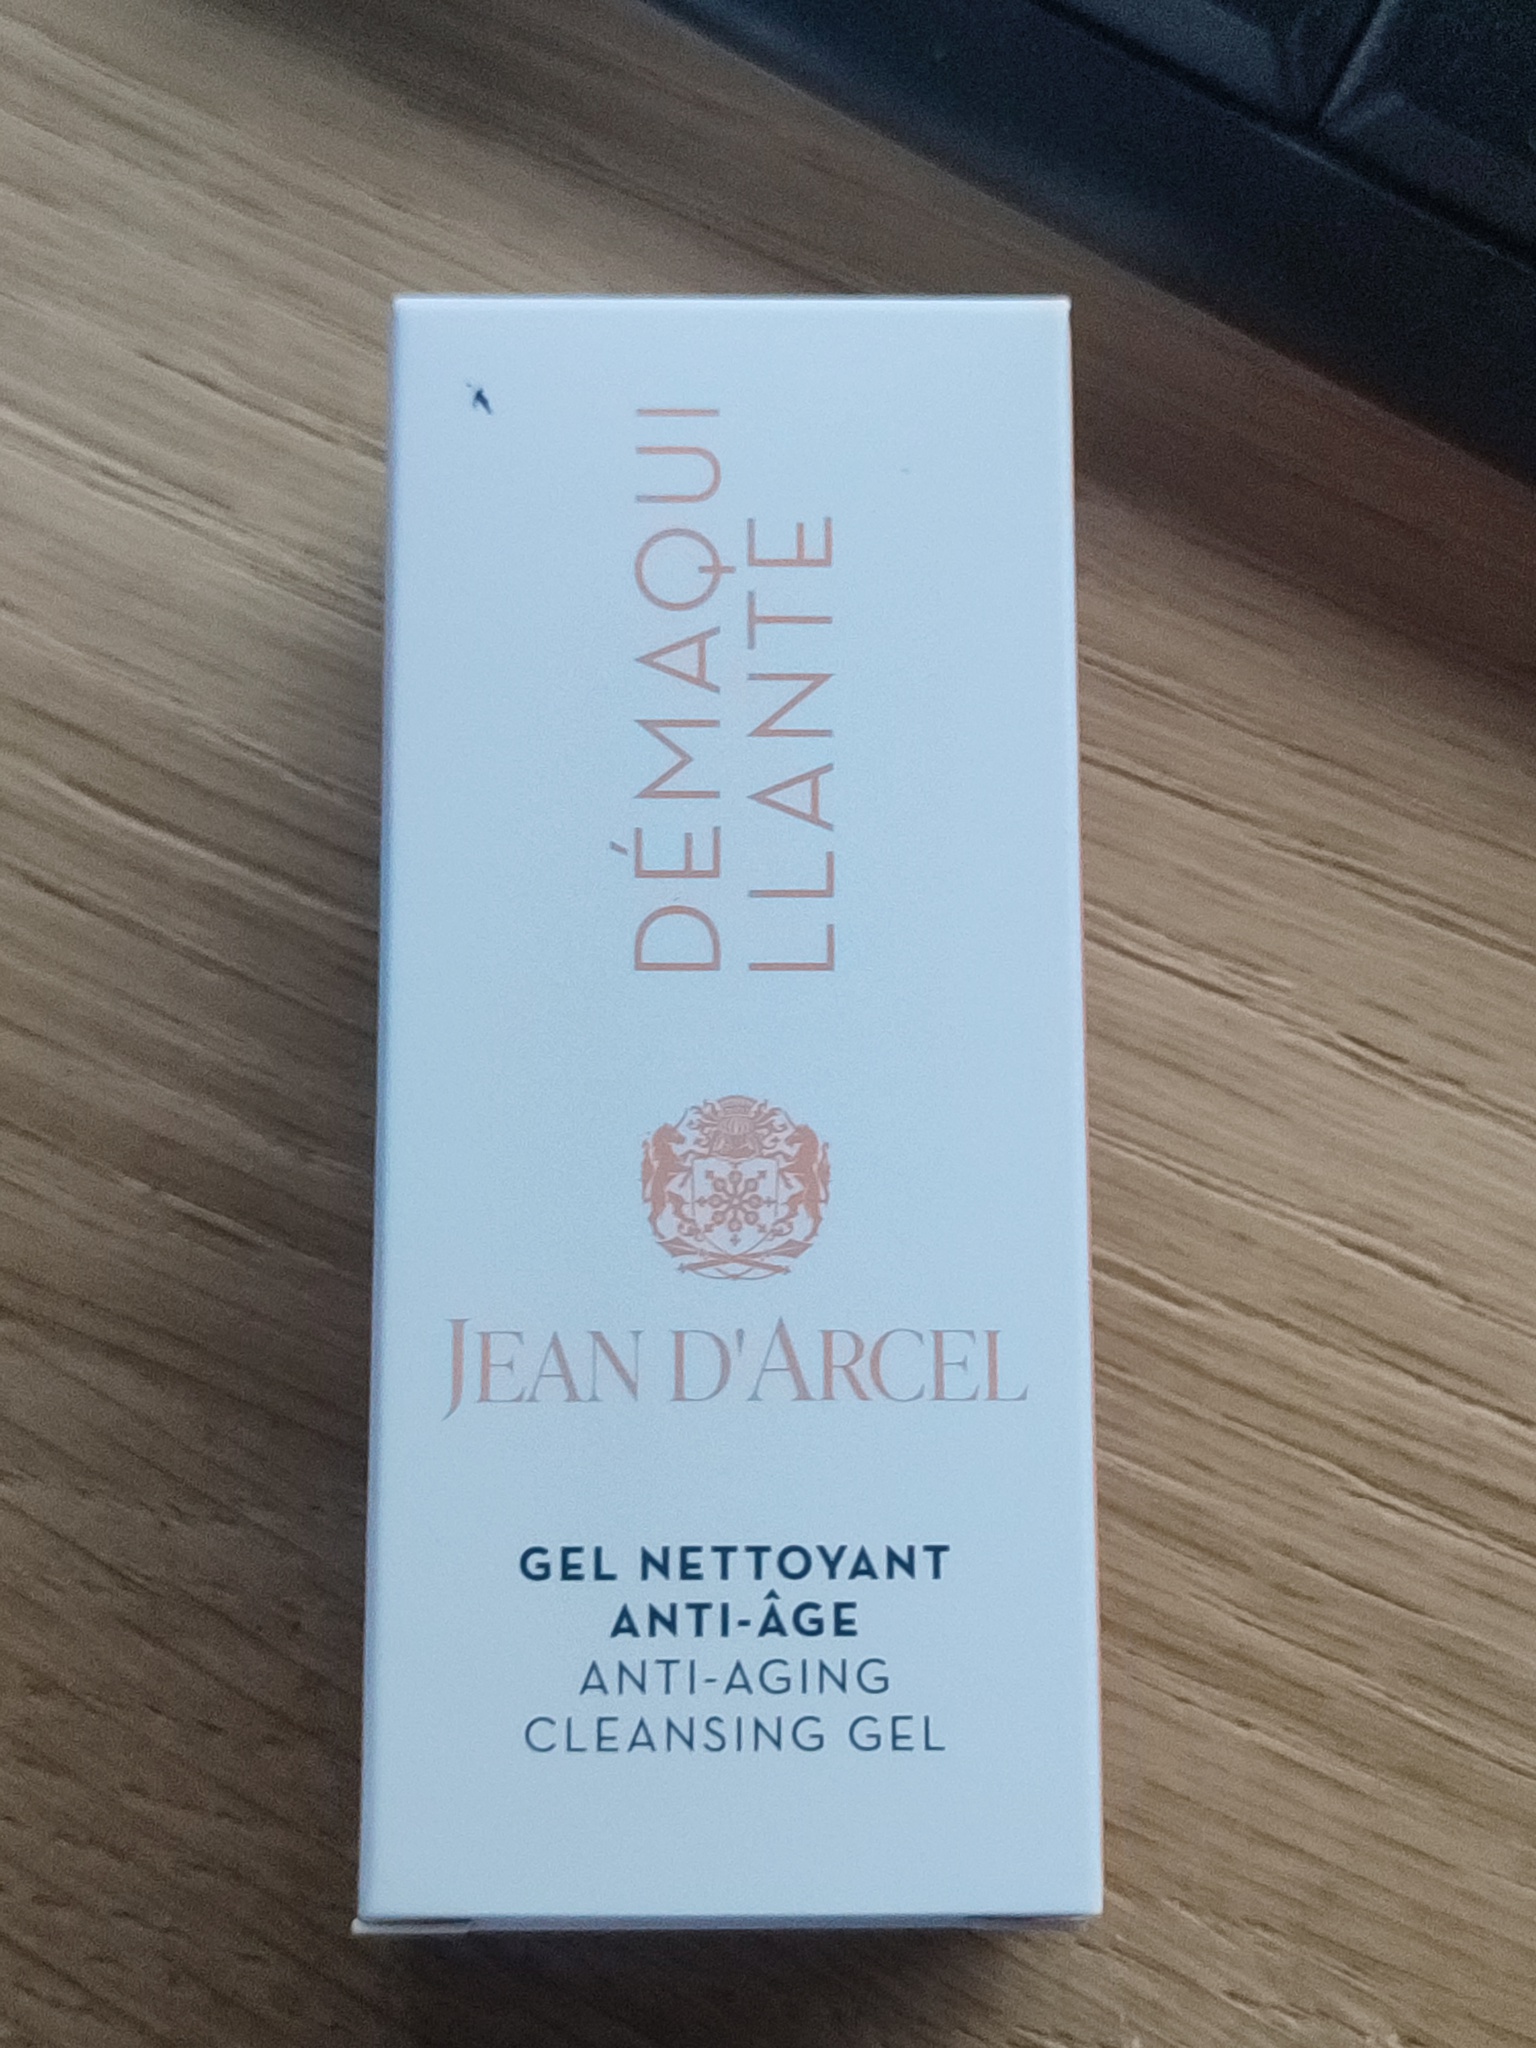 DÉMAQUI
LLANTE
JEAN D'ARCEL
GEL NETTOYANT
ANTI-ÂGE
ANTI-AGING
CLEANSING GEL